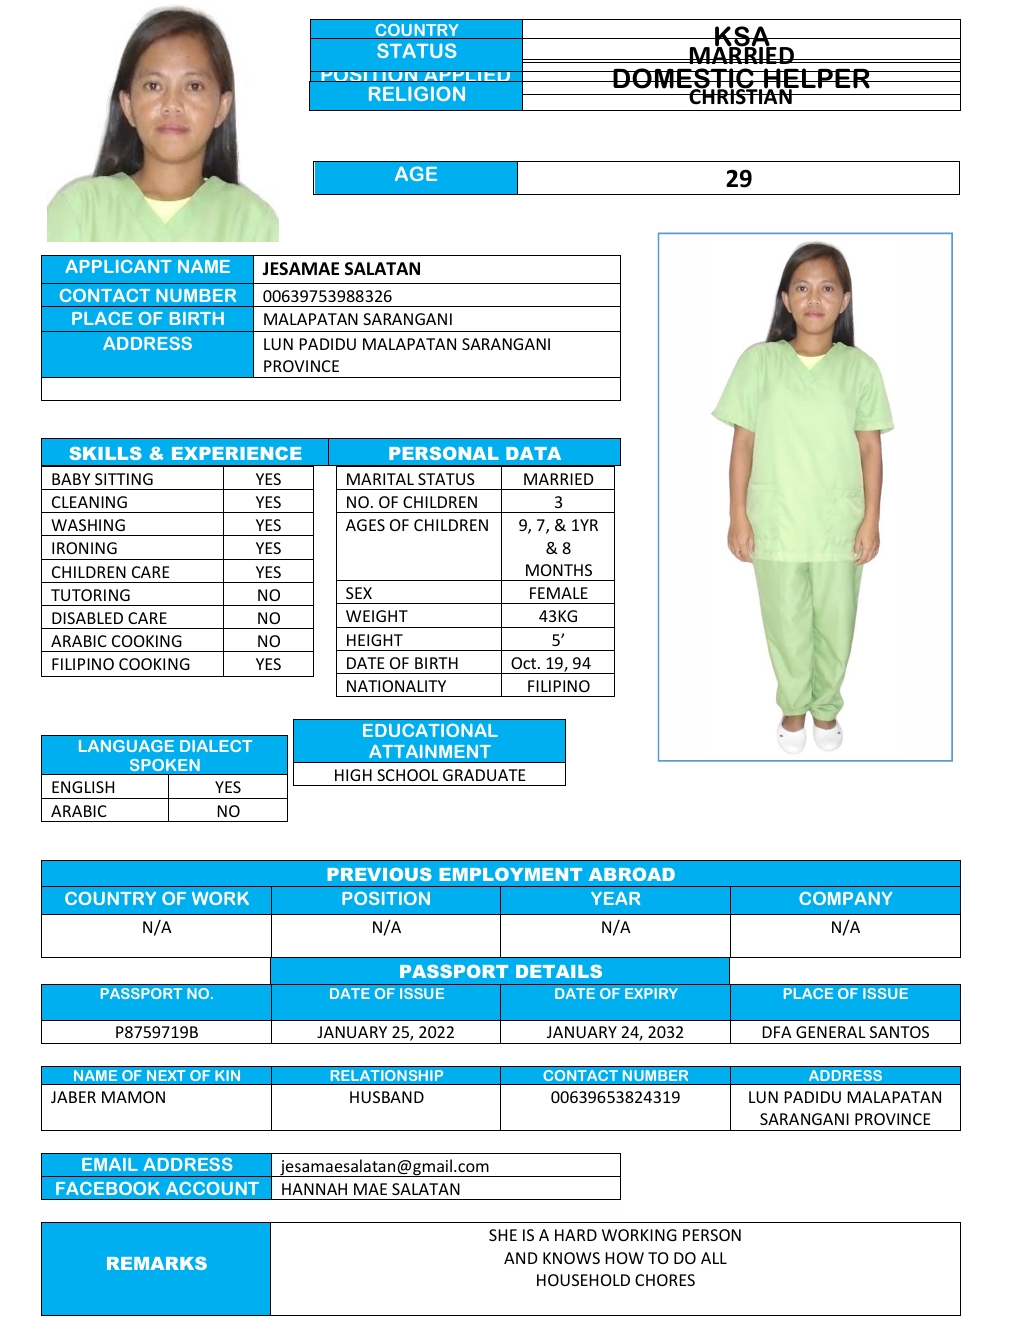 COUNTRY KSA
STATUS MARRIED
POSITION APPLIED DOMESTIC HELPER
RELIGION CHRISTIAN
AGE 29
APPLICANT NAME JESAMAE SALATAN
CONTACT NUMBER 00639753988326
PLACE OF BIRTH MALAPATAN SARANGANI
ADDRESS LUN PADIDU MALAPATAN SARANGANI
PROVINCE
SKILLS & EXPERIENCE
BABY SITTING YES
CLEANING YES
WASHING YES
IRONING YES
CHILDREN CARE YES
TUTORING NO
DISABLED CARE NO
ARABIC COOKING NO
FILIPINO COOKING YES
PERSONAL DATA
MARITAL STATUS MARRIED
NO. OF CHILDREN 3
AGES OF CHILDREN 9, 7, & 1YR
& 8
MONTHS
SEX FEMALE
WEIGHT 43KG
HEIGHT 5’
DATE OF BIRTH Oct. 19, 94
NATIONALITY FILIPINO
LANGUAGE DIALECT
SPOKEN
ENGLISH YES
ARABIC NO
EDUCATIONAL
ATTAINMENT
HIGH SCHOOL GRADUATE
PREVIOUS EMPLOYMENT ABROAD
COUNTRY OF WORK POSITION YEAR COMPANY
N/A N/A N/A N/A
PASSPORT DETAILS
PASSPORT NO. DATE OF ISSUE DATE OF EXPIRY PLACE OF ISSUE
P8759719B JANUARY 25, 2022 JANUARY 24, 2032 DFA GENERAL SANTOS
NAME OF NEXT OF KIN RELATIONSHIP CONTACT NUMBER ADDRESS
JABER MAMON HUSBAND 00639653824319 LUN PADIDU MALAPATAN
SARANGANI PROVINCE
EMAIL ADDRESS jesamaesalatan@gmail.com
FACEBOOK ACCOUNT HANNAH MAE SALATAN
REMARKS
SHE IS A HARD WORKING PERSON
AND KNOWS HOW TO DO ALL
HOUSEHOLD CHORES